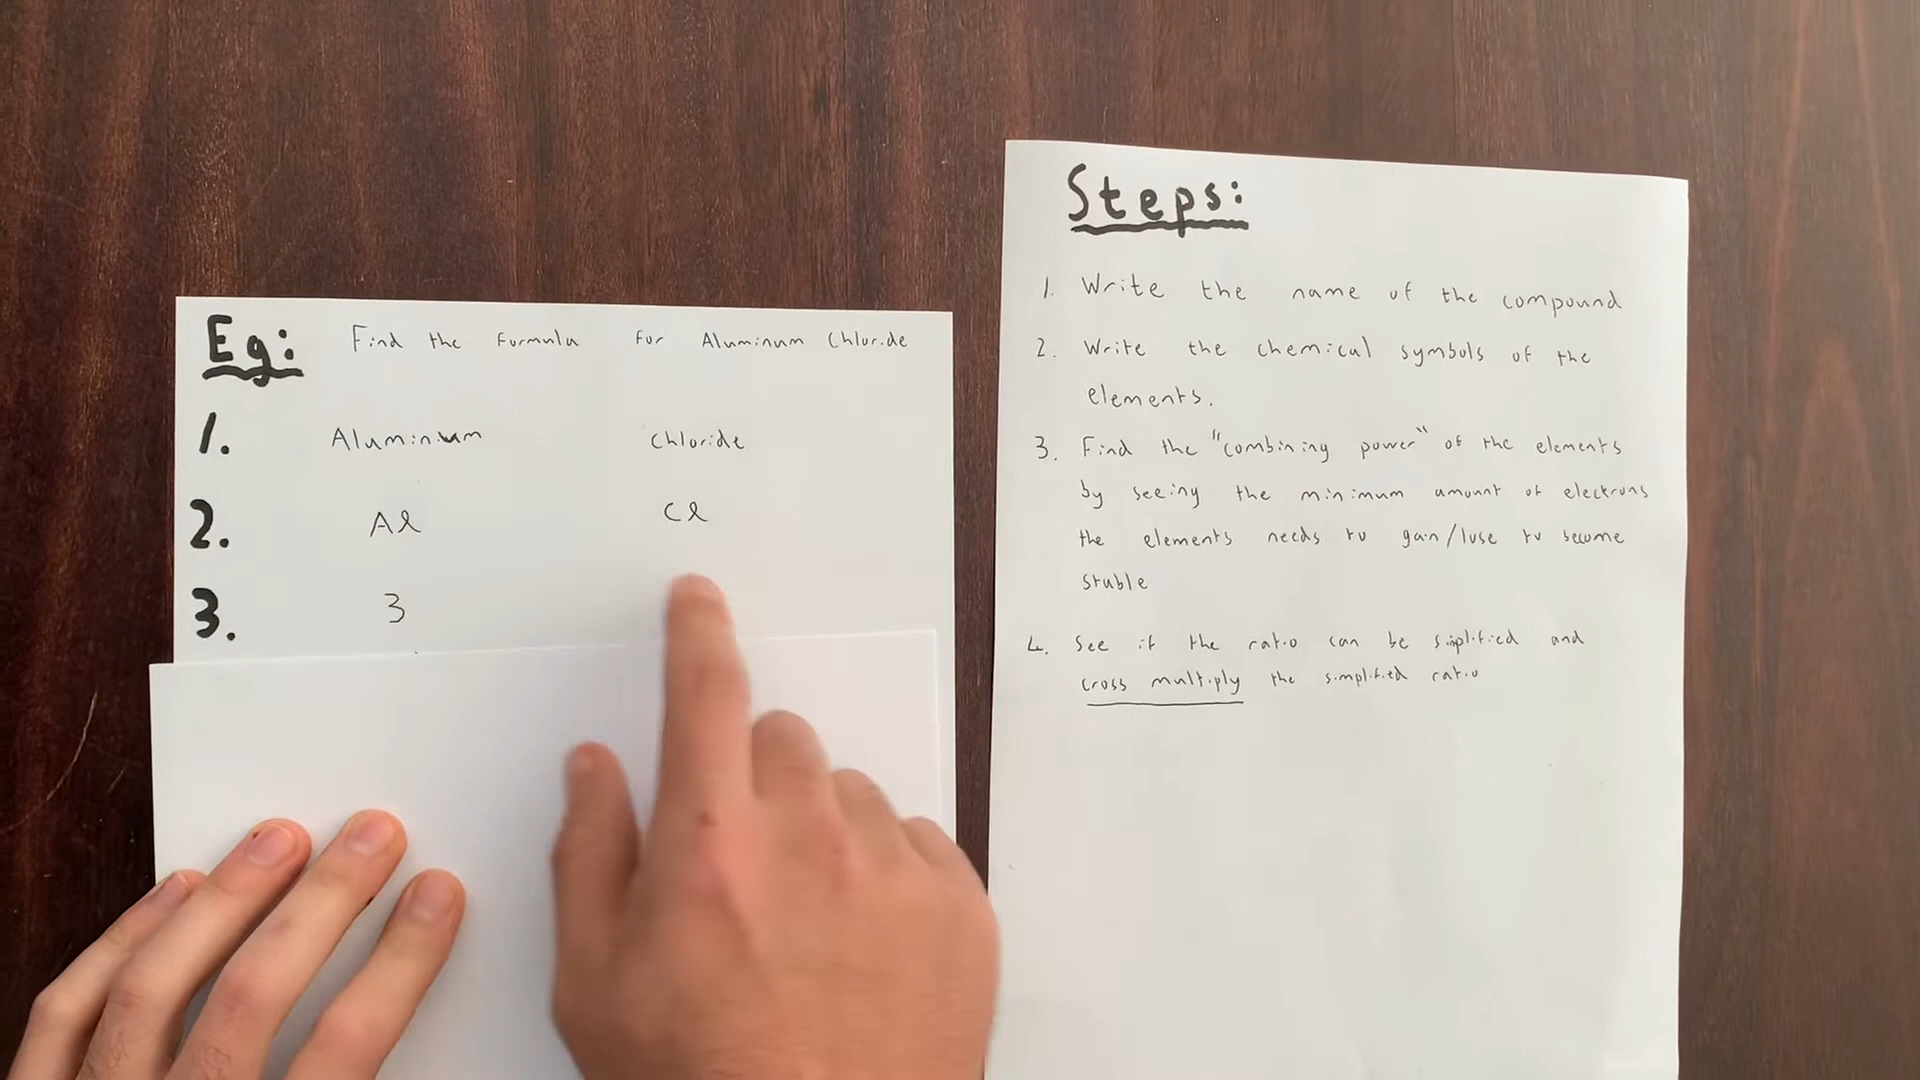 Eg: Find the formula for Aluminum Chloride
1. Aluminium Chloride
2. Al Cl
3. 3
Steps:
1. Write the name of the compound
2. Write the chemical symbols of the
elements.
3. Find the "combining power" of the elements
by seeing the minimum amount of electrons
the elements needs to gain/lose to become
stable
4. See if the ratio can be simplified and
cross multiply the simplified ratio